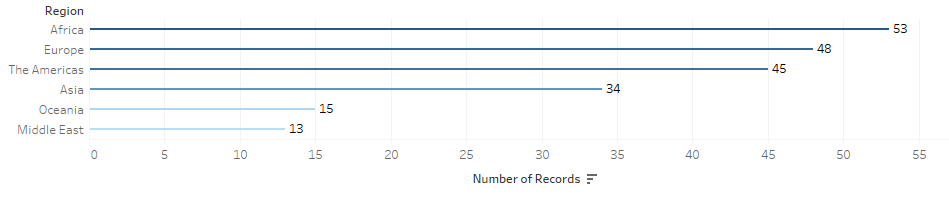 Region
Africa 53
Europe 48
The Americas 45
Asia 34
Oceania 15
Middle East 13
0 5 10 15 20 25 30 35 40 45 50 55
Number of Records